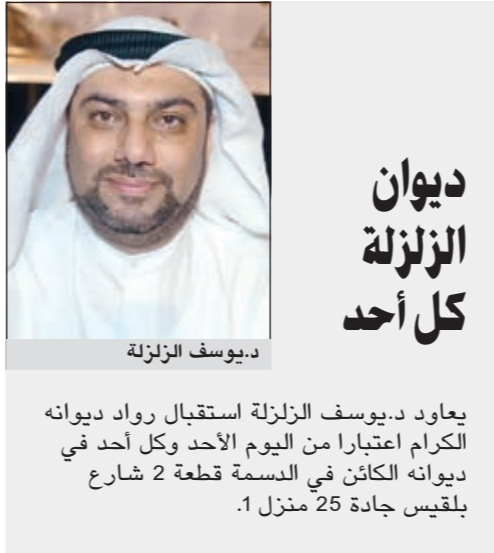 ديوان
الزلزلة
كل أحد
د.يوسف الزلزلة
يعاود د.يوسف الزلزلة استقبال رواد ديوانه
الكرام اعتبارا من اليوم الأحد وكل أحد في
ديوانه الكائن في الدسمة قطعة 2 شارع
بلقيس جادة 25 منزل 1.